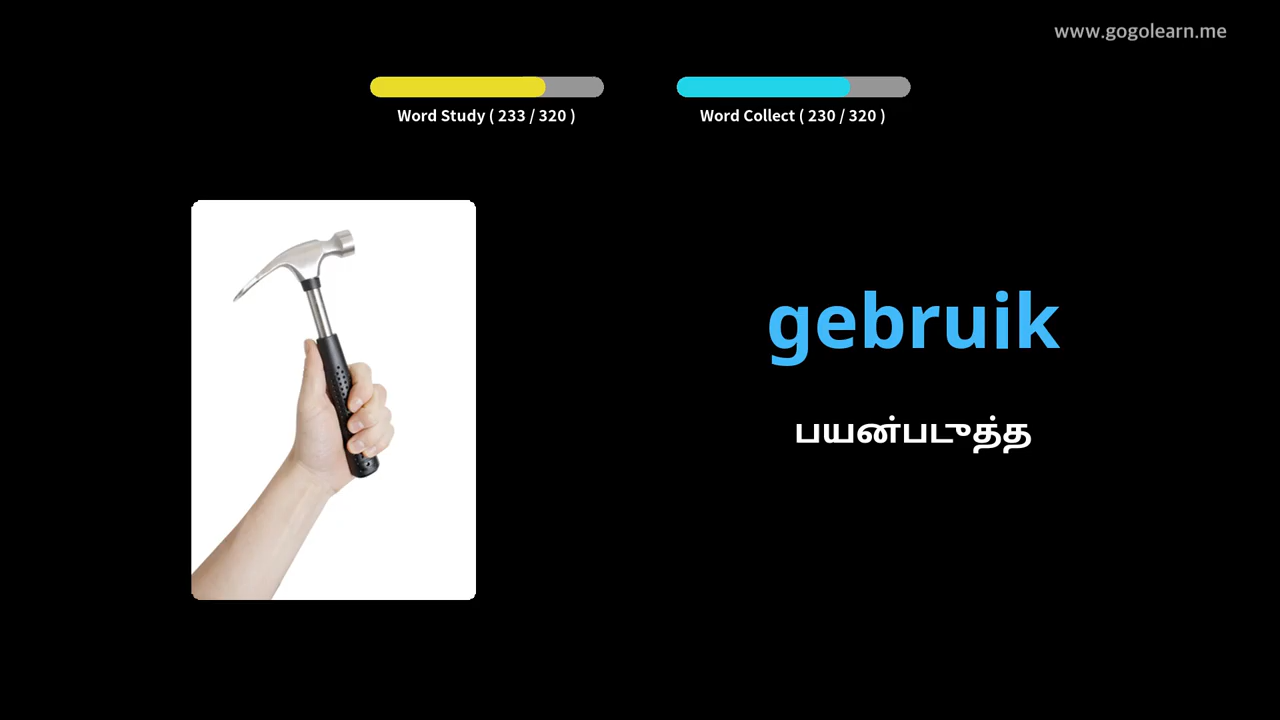 www.gogolearn.me
Word Study ( 233 / 320 )
Word Collect ( 230 / 320 )
gebruik
பயன்படுத்த